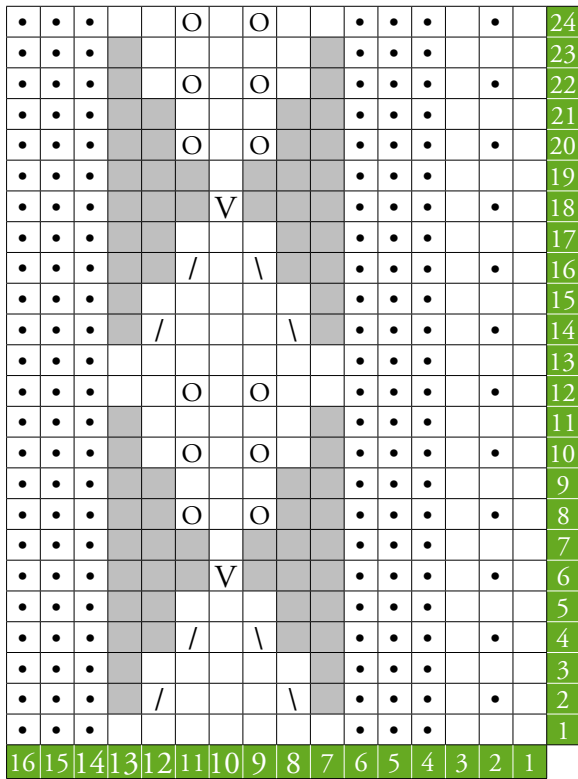 • • • O O • • • • 24
• • • • • • 23
• • • O O • • • • 22
• • • • • • 21
• • • O O • • • • 20
• • • • • • 19
• • • V • • • • 18
• • • • • • 17
• • • / \ • • • • 16
• • • • • • 15
• • • / \ • • • • 14
• • • • • • 13
• • • O O • • • • 12
• • • • • • 11
• • • O O • • • • 10
• • • • • • 9
• • • O O • • • • 8
• • • • • • 7
• • • V • • • • 6
• • • • • • 5
• • • / \ • • • • 4
• • • • • • 3
• • • / \ • • • • 2
• • • • • • 1
16 15 14 13 12 11 10 9 8 7 6 5 4 3 2 1